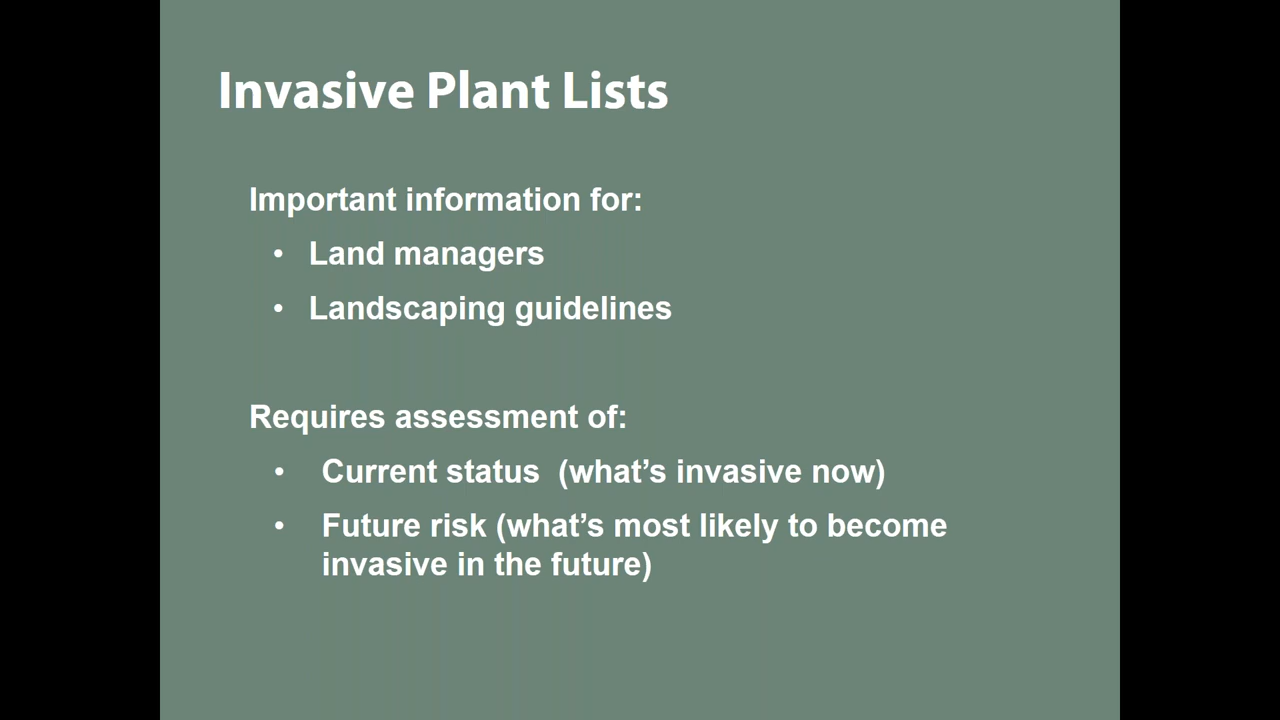 Invasive Plant Lists
Important information for:
• Land managers
• Landscaping guidelines
Requires assessment of:
• Current status  (what’s invasive now)
• Future risk (what’s most likely to become
invasive in the future)